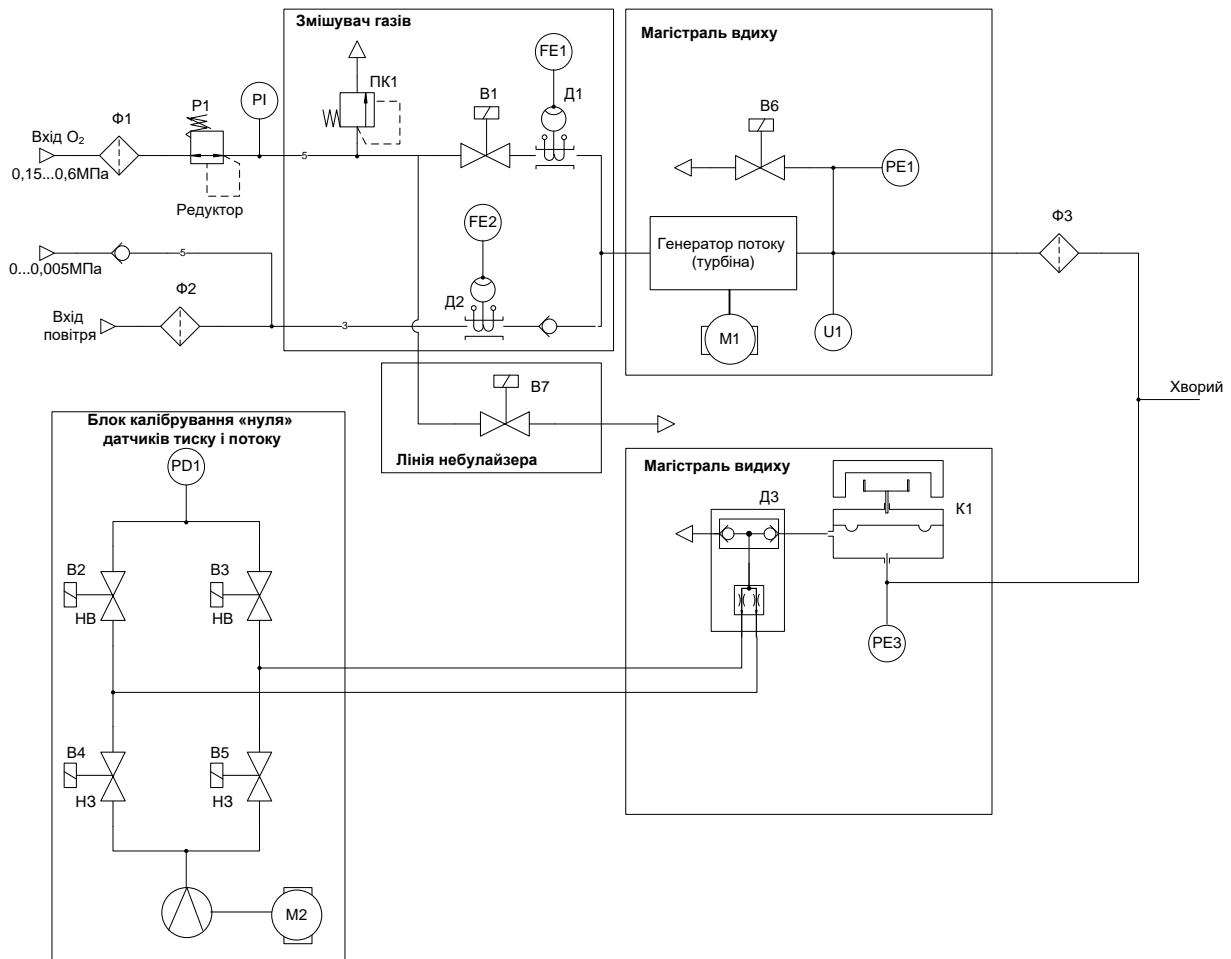 Змішувач газів
Магістраль вдиху
FE1
ПК1
Д1
В1
В6
Р1
PI
Ф1
Вхід О₂
0,15...0,6МПа
5
PE1
Редуктор
FE2
Ф3
Генератор потоку
(турбіна)
0...0,005МПа
5
Ф2
Д2
Вхід
повітря
3
М1
U1
Хворий
В7
Лінія небулайзера
Блок калібрування «нуля»
датчиків тиску і потоку
PD1
Магістраль видиху
Д3
К1
В2
НВ
В3
НВ
PE3
В4
НЗ
В5
НЗ
М2